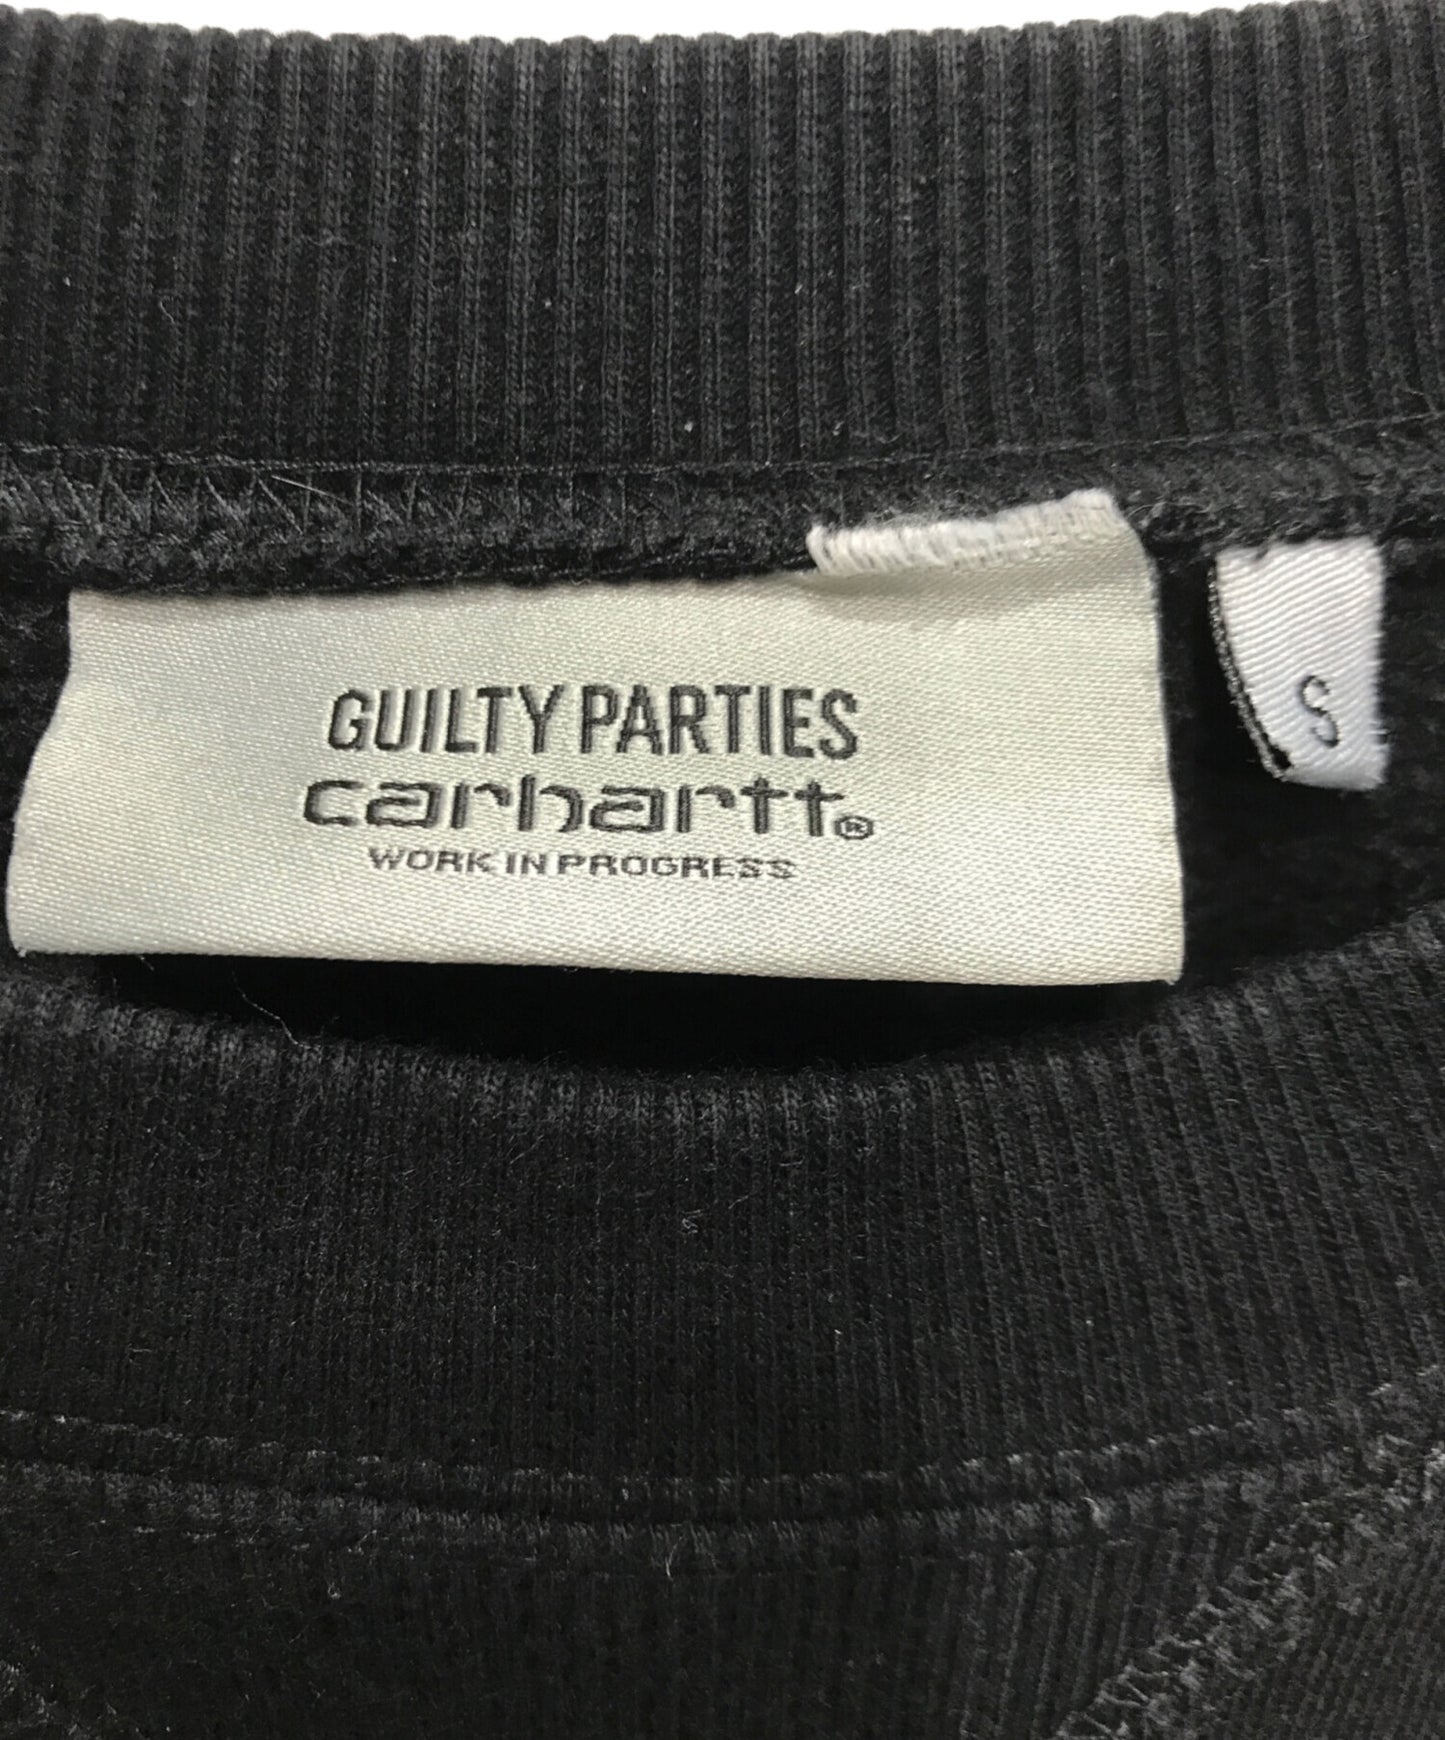 GUILTY PARTIES
carhartt®
WORK IN PROGRESS
S